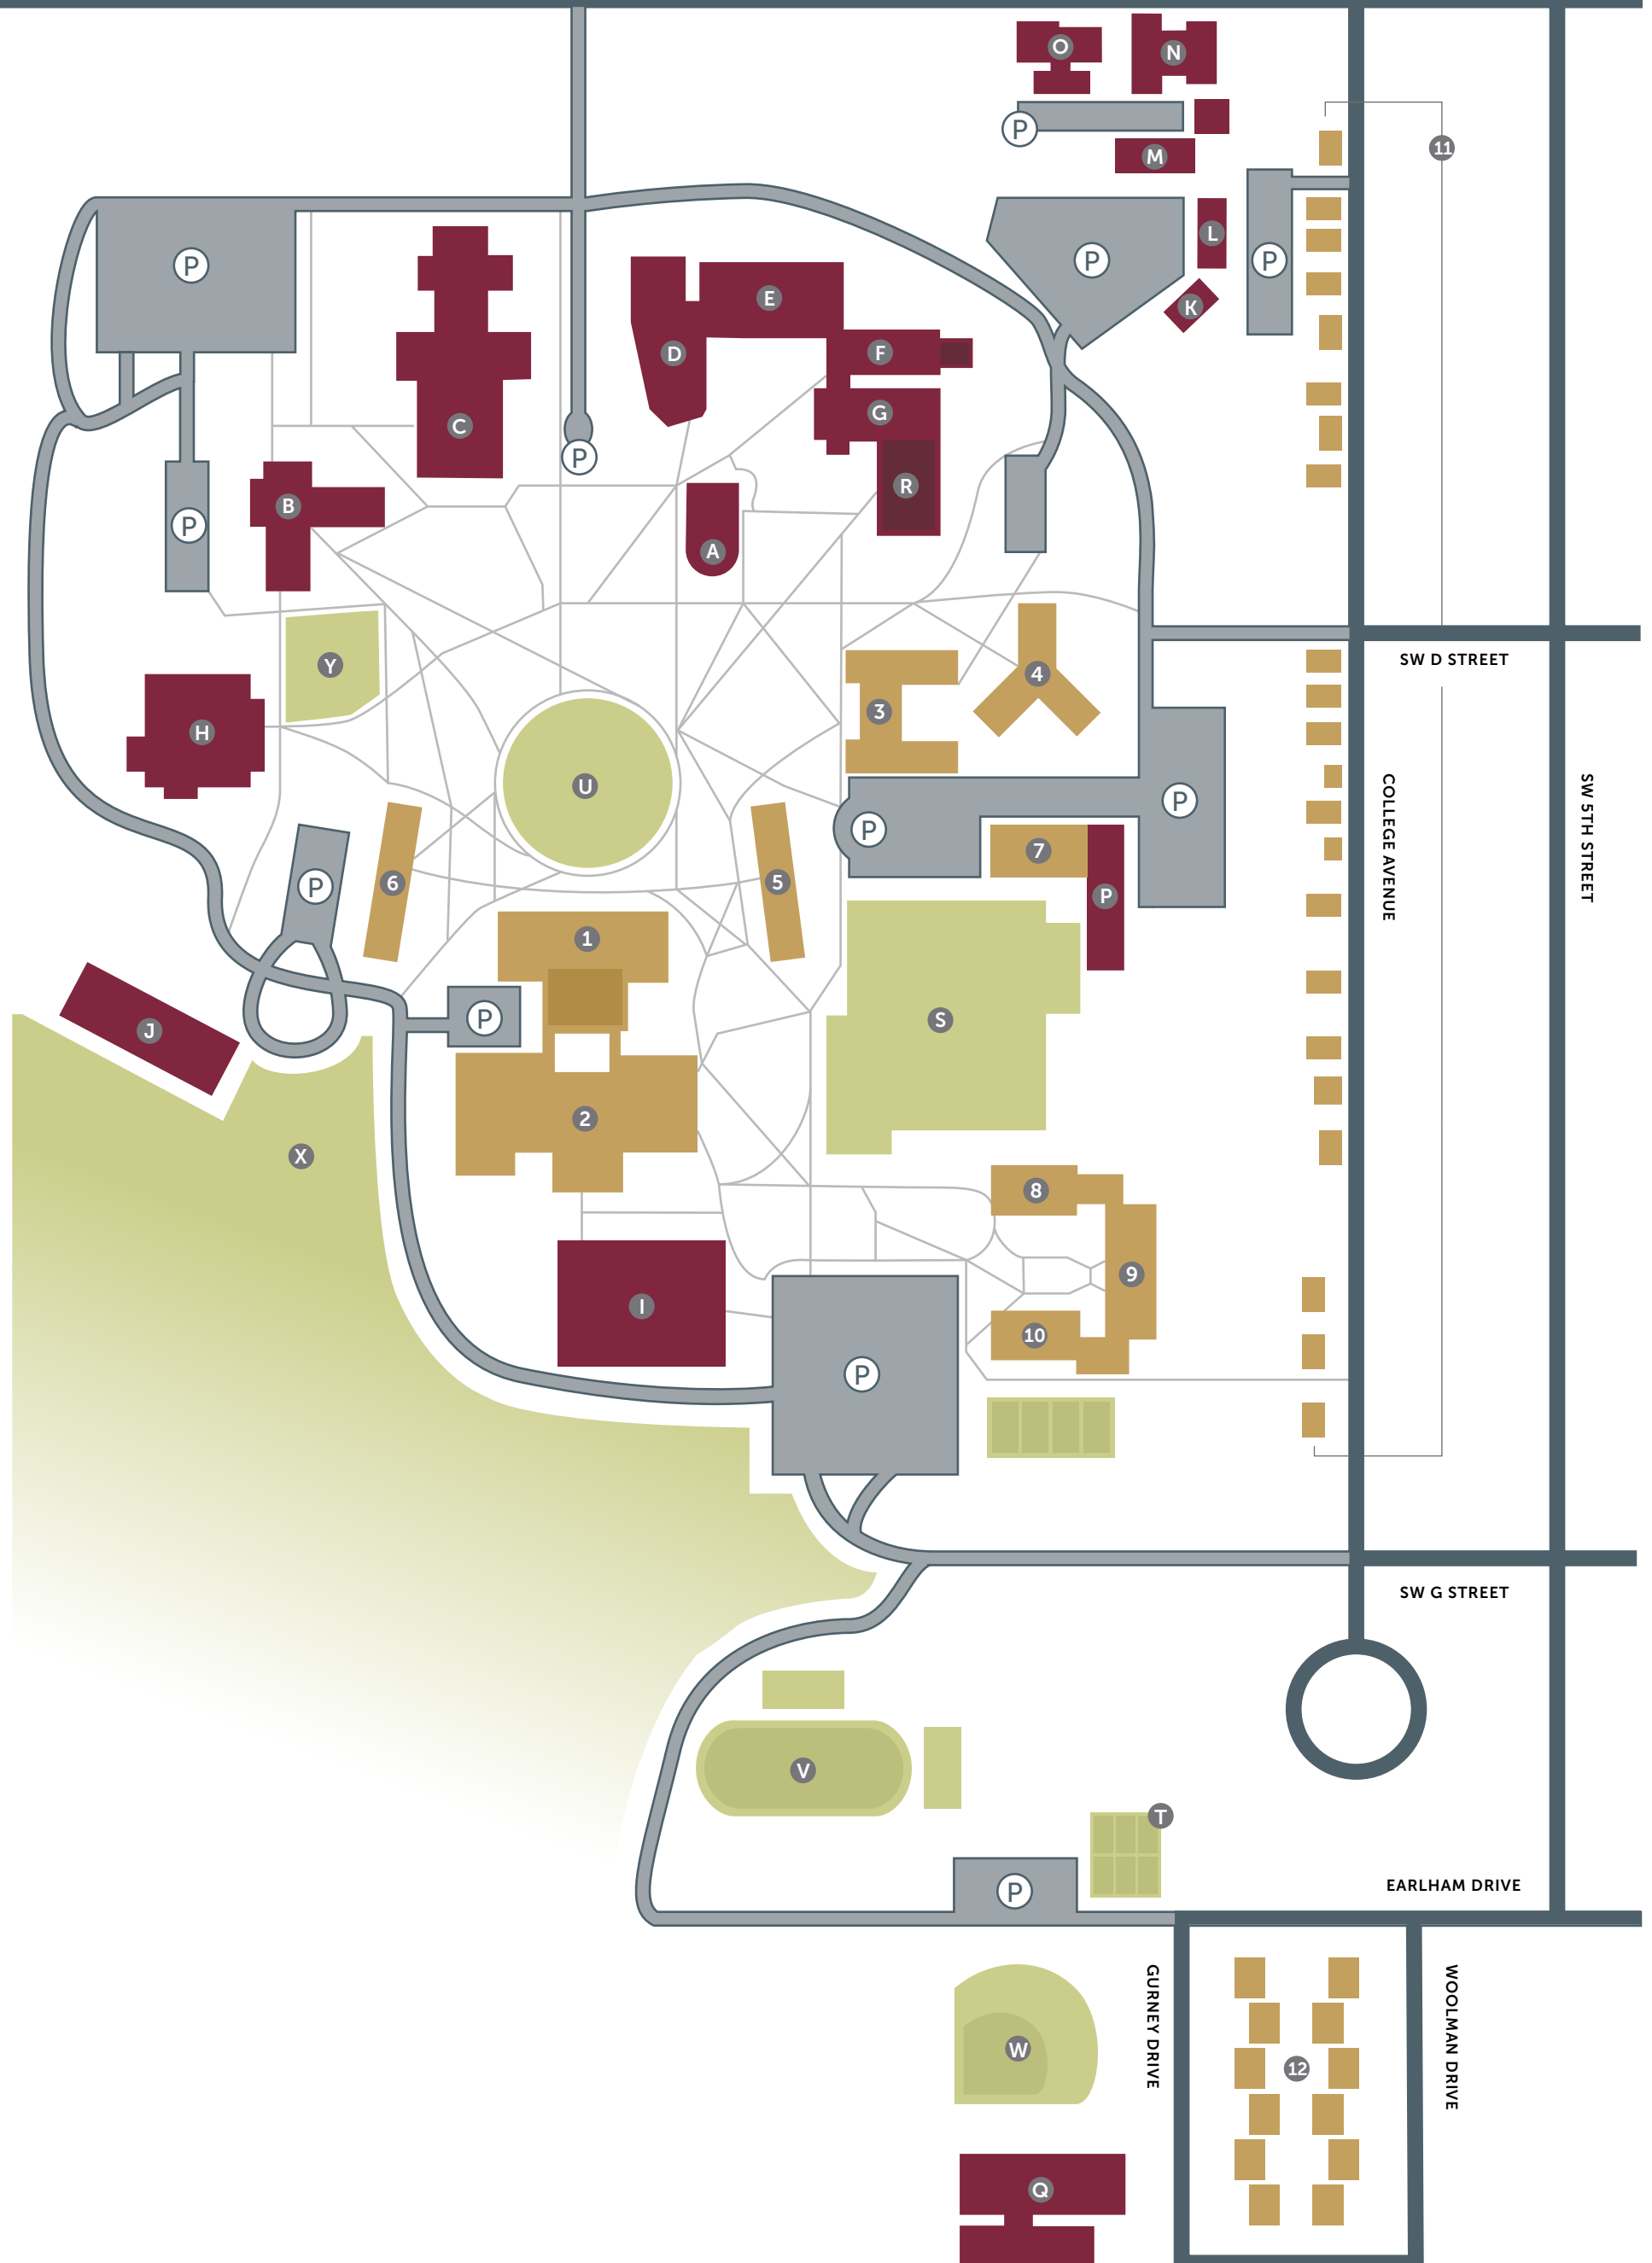 O
N
P
M
11
L
P
P
P
K
E
D
F
G
C
P
B
R
P
A
SW D STREET
Y
4
3
H
U
P
P
COLLEGE AVENUE
SW 5TH STREET
7
P
6
5
P
1
J
P
S
2
X
8
9
I
10
P
SW G STREET
V
T
EARLHAM DRIVE
P
GURNEY DRIVE
WOOLMAN DRIVE
W
12
Q